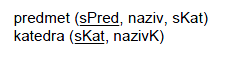 predmet (sPred, naziv, sKat)
katedra (sKat, nazivK)